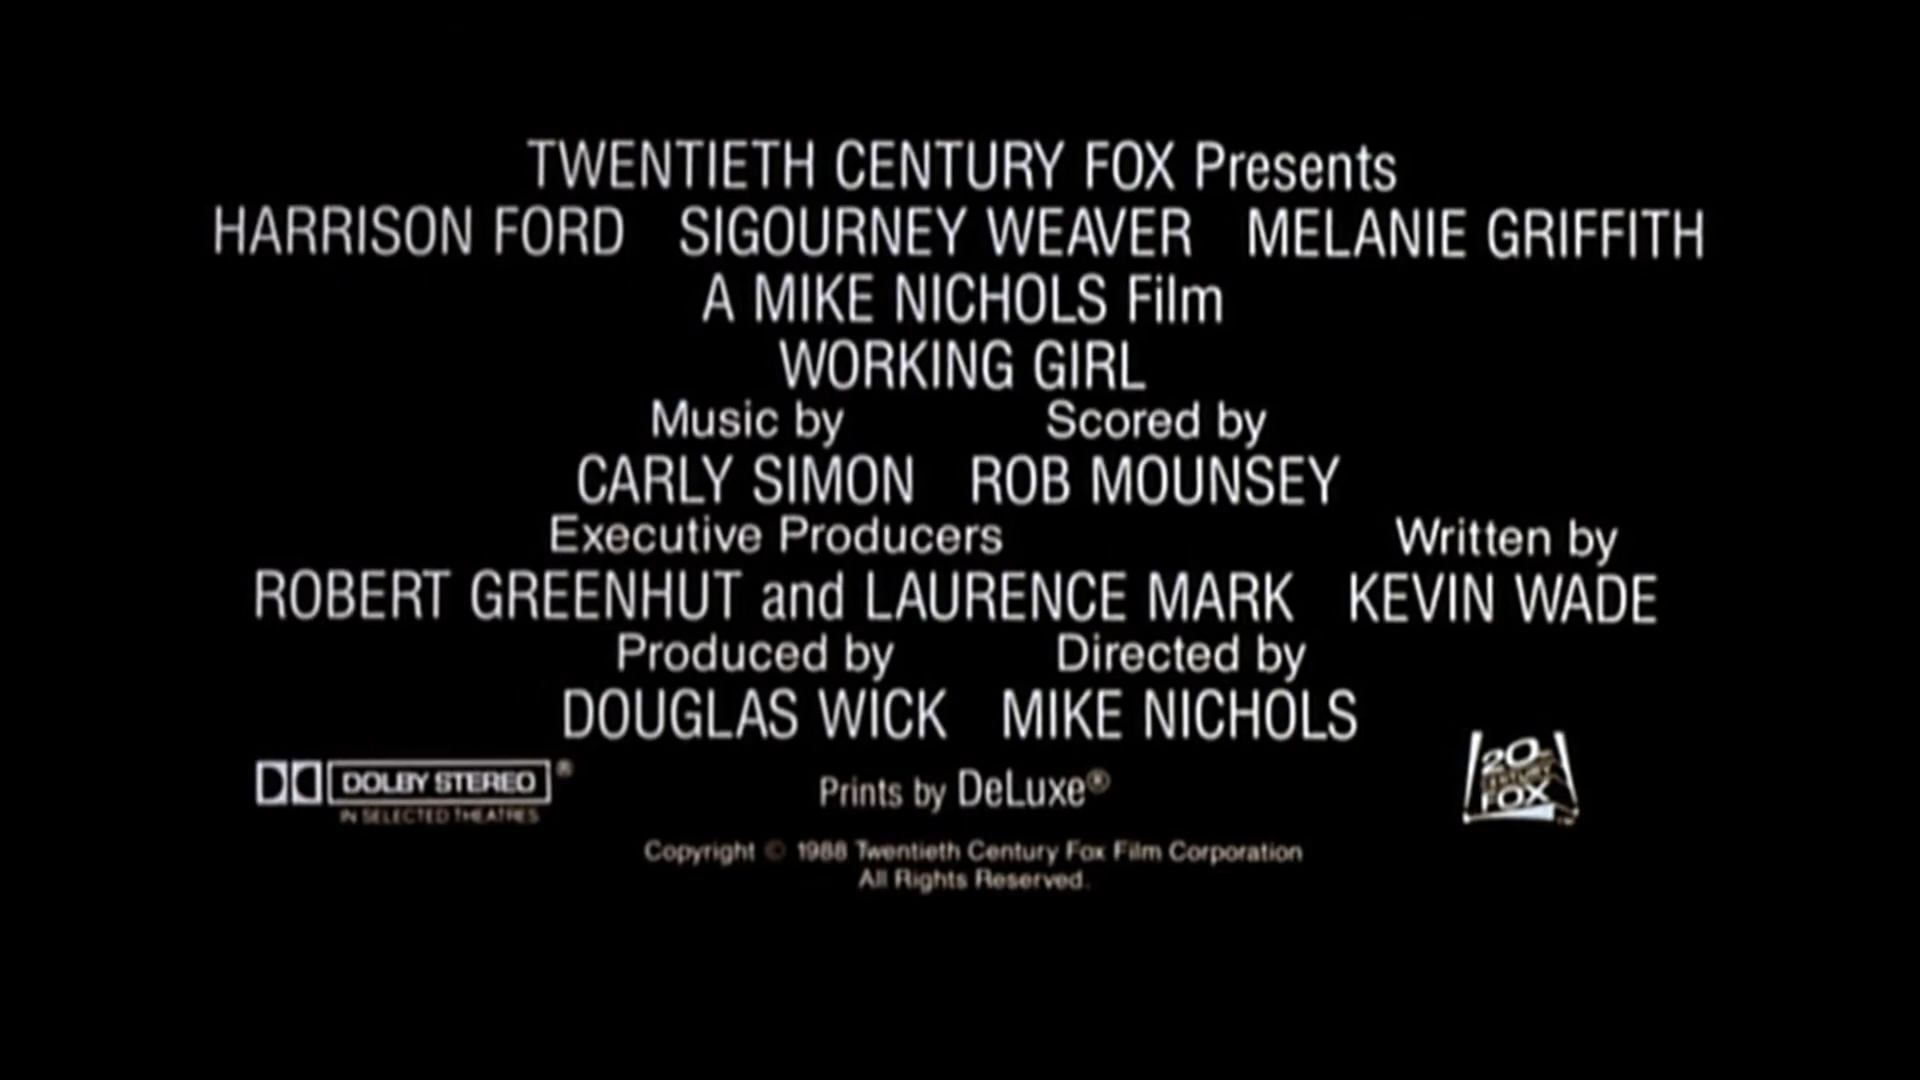 TWENTIETH CENTURY FOX Presents
HARRISON FORD SIGOURNEY WEAVER MELANIE GRIFFITH
A MIKE NICHOLS Film
WORKING GIRL
Music by Scored by
CARLY SIMON ROB MOUNSEY
Executive Producers Written by
ROBERT GREENHUT and LAURENCE MARK KEVIN WADE
Produced by Directed by
DOUGLAS WICK MIKE NICHOLS
DOLBY STEREO ®
IN SELECTED THEATRES
Prints by DeLuxe®
20
CENTURY
FOX
Copyright © 1988 Twentieth Century Fox Film Corporation
All Rights Reserved.